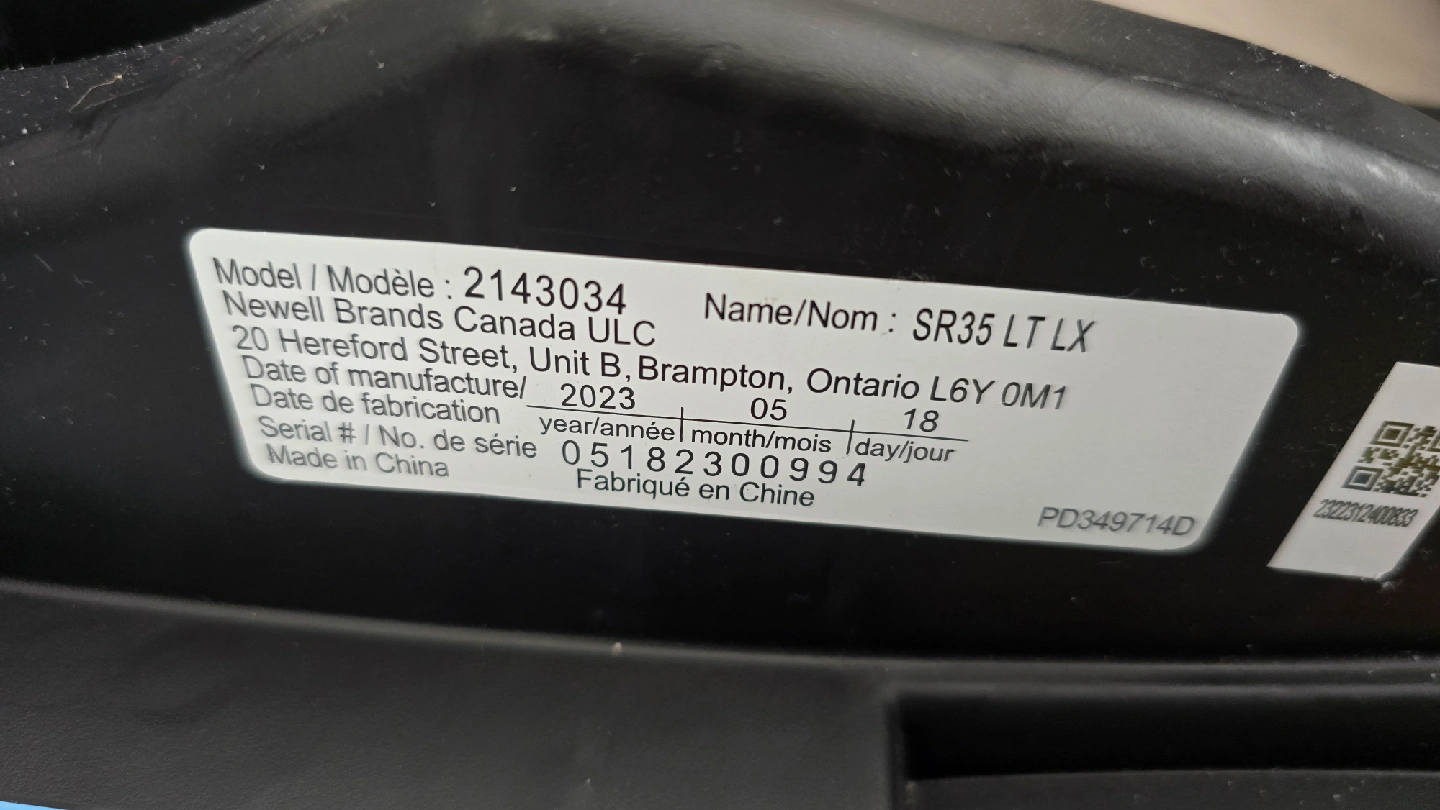 Model / Modèle : 2143034 Name/Nom : SR35 LT LX
Newell Brands Canada ULC
20 Hereford Street, Unit B, Brampton, Ontario L6Y 0M1
Date of manufacture/ 2023 05 18
Date de fabrication year/année month/mois day/jour
Serial # / No. de série 05182300994
Made in China Fabriqué en Chine
PD349714D
23Z2312400833